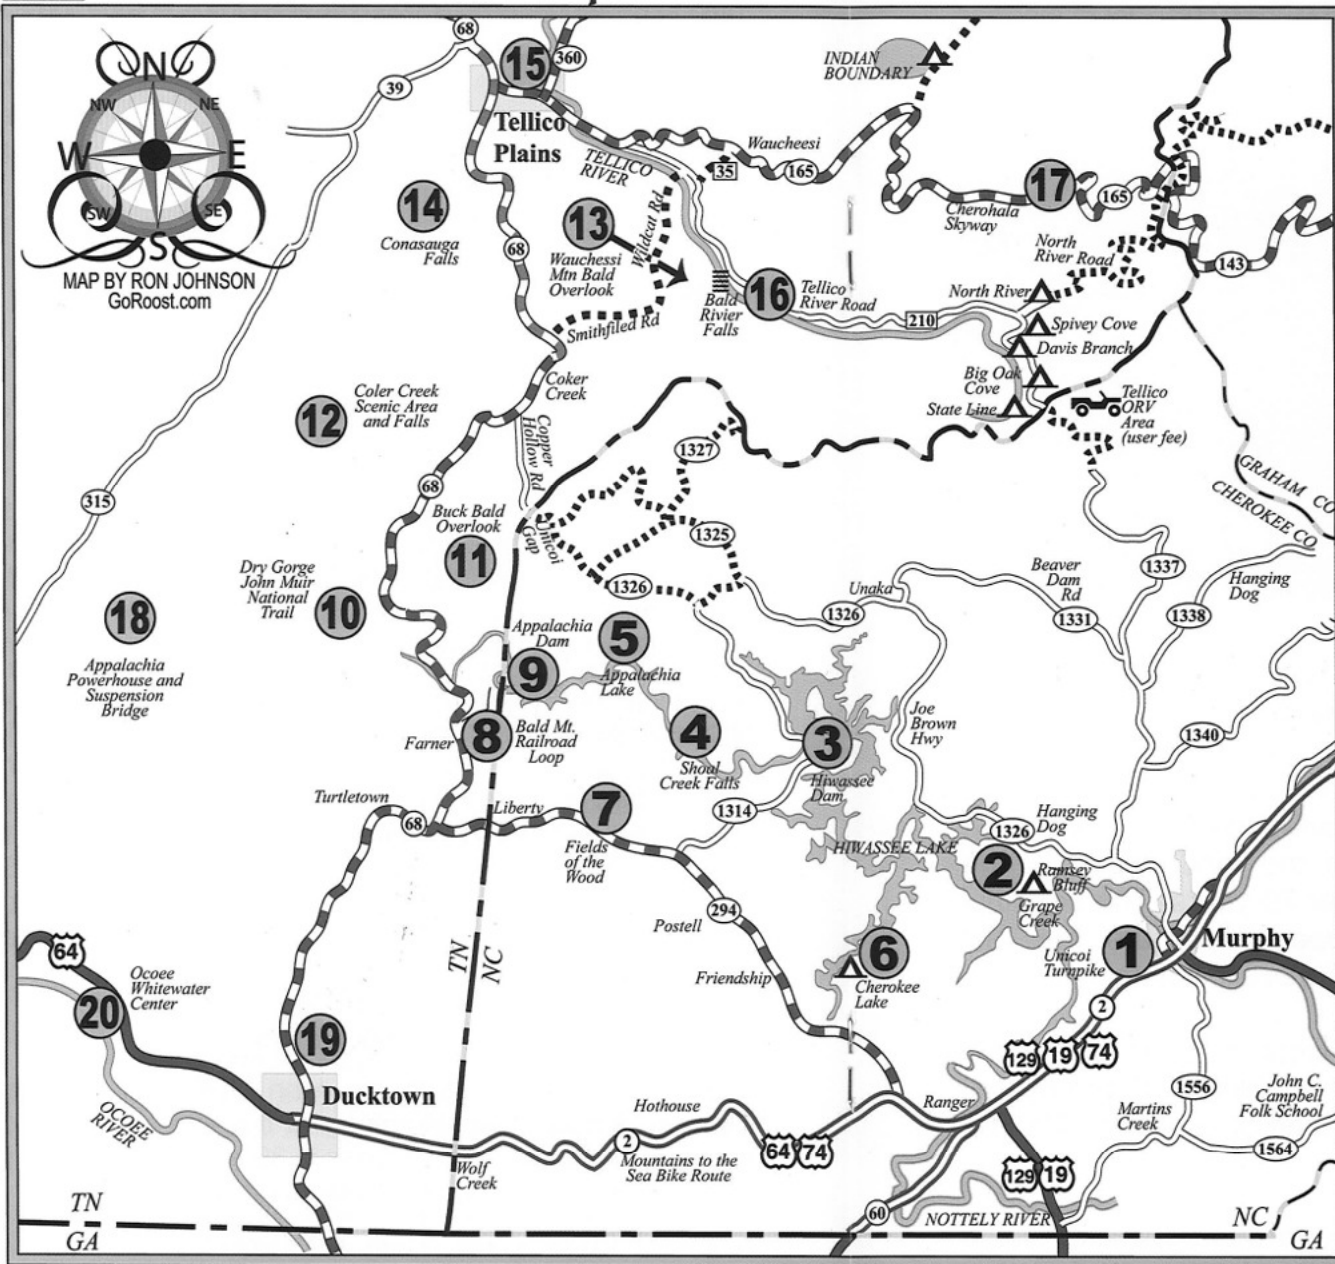 N
NW
NE
W
E
SW
SE
S
MAP BY RON JOHNSON
GoRoost.com
68
39
15
360
Tellico
Plains
TELLICO
RIVER
INDIAN
BOUNDARY
Waucheesi
165
35
17
Cherohala
Skyway
165
14
Conasauga
Falls
68
13
Wauchessi
Mtn Bald
Overlook
Wildcat Rd
Smithfiled Rd
Bald
Rivier
Falls
16
Tellico
River Road
210
North
River Road
143
North River
Spivey Cove
Davis Branch
Big Oak
Cove
State Line
Tellico
ORV
Area
(user fee)
12
Coler Creek
Scenic Area
and Falls
Coker
Creek
Copper
Hollow Rd
1327
GRAHAM CO
CHEROKEE CO
315
68
Buck Bald
Overlook
11
Unicoi
Gap
1325
1326
Unaka
1326
Beaver
Dam
Rd
1331
1337
1338
Hanging
Dog
18
Appalachia
Powerhouse and
Suspension
Bridge
Dry Gorge
John Muir
National
Trail
10
Appalachia
Dam
9
5
Appalachia
Lake
Farner
8
Bald Mt.
Railroad
Loop
4
Shoal
Creek Falls
3
Hiwassee
Dam
Joe
Brown
Hwy
1340
Turtletown
68
Liberty
7
Fields
of the
Wood
1314
HIWASSEE LAKE
1326
Hanging
Dog
2
Ramsey
Bluff
Grape
Creek
294
Postell
Friendship
6
Cherokee
Lake
Unicoi
Turnpike
1
Murphy
TN
NC
64
Ocoee
Whitewater
Center
20
19
Ducktown
OCOEE
RIVER
2
129
19
74
Ranger
Hothouse
2
Mountains to the
Sea Bike Route
64
74
Wolf
Creek
1556
Martins
Creek
John C.
Campbell
Folk School
1564
129
19
60
NOTTELY RIVER
TN
GA
NC
GA